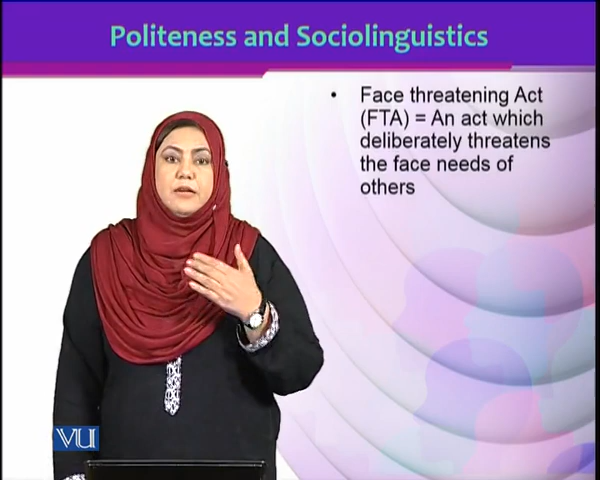 Politeness and Sociolinguistics
• Face threatening Act
(FTA) = An act which
deliberately threatens
the face needs of
others
VU